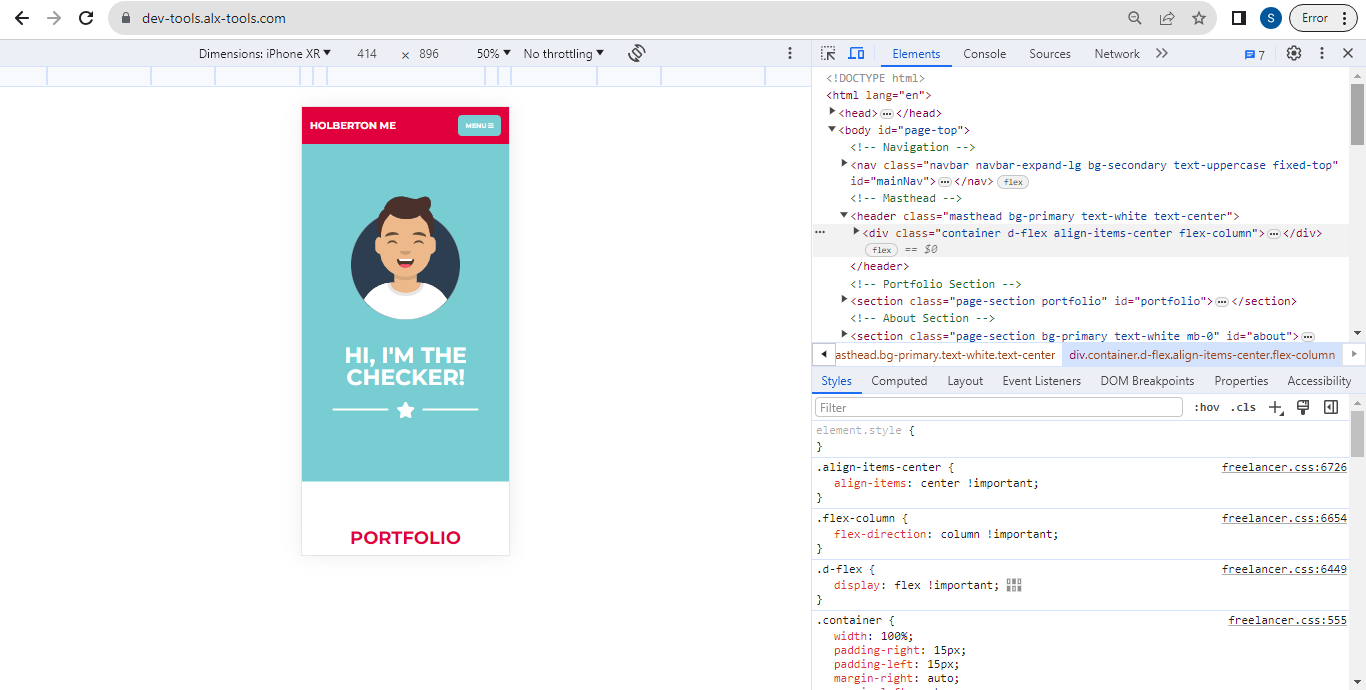 dev-tools.alx-tools.com
S
Error
Dimensions: iPhone XR 414 × 896 50% No throttling
Elements Console Sources Network 7
HOLBERTON ME
MENU
HI, I'M THE
CHECKER!
PORTFOLIO
<!DOCTYPE html>
<html lang="en">
<head> … </head>
<body id="page-top">
<!-- Navigation -->
<nav class="navbar navbar-expand-lg bg-secondary text-uppercase fixed-top"
id="mainNav"> … </nav> flex
<!-- Masthead -->
<header class="masthead bg-primary text-white text-center">
<div class="container d-flex align-items-center flex-column"> … </div>
flex == $0
</header>
<!-- Portfolio Section -->
<section class="page-section portfolio" id="portfolio"> … </section>
<!-- About Section -->
<section class="page-section bg-primary text-white mb-0" id="about"> …
asthead.bg-primary.text-white.text-center div.container.d-flex.align-items-center.flex-column
Styles Computed Layout Event Listeners DOM Breakpoints Properties Accessibility
Filter :hov .cls
element.style {
}
.align-items-center { freelancer.css:6726
align-items: center !important;
}
.flex-column { freelancer.css:6654
flex-direction: column !important;
}
.d-flex { freelancer.css:6449
display: flex !important;
}
.container { freelancer.css:555
width: 100%;
padding-right: 15px;
padding-left: 15px;
margin-right: auto;